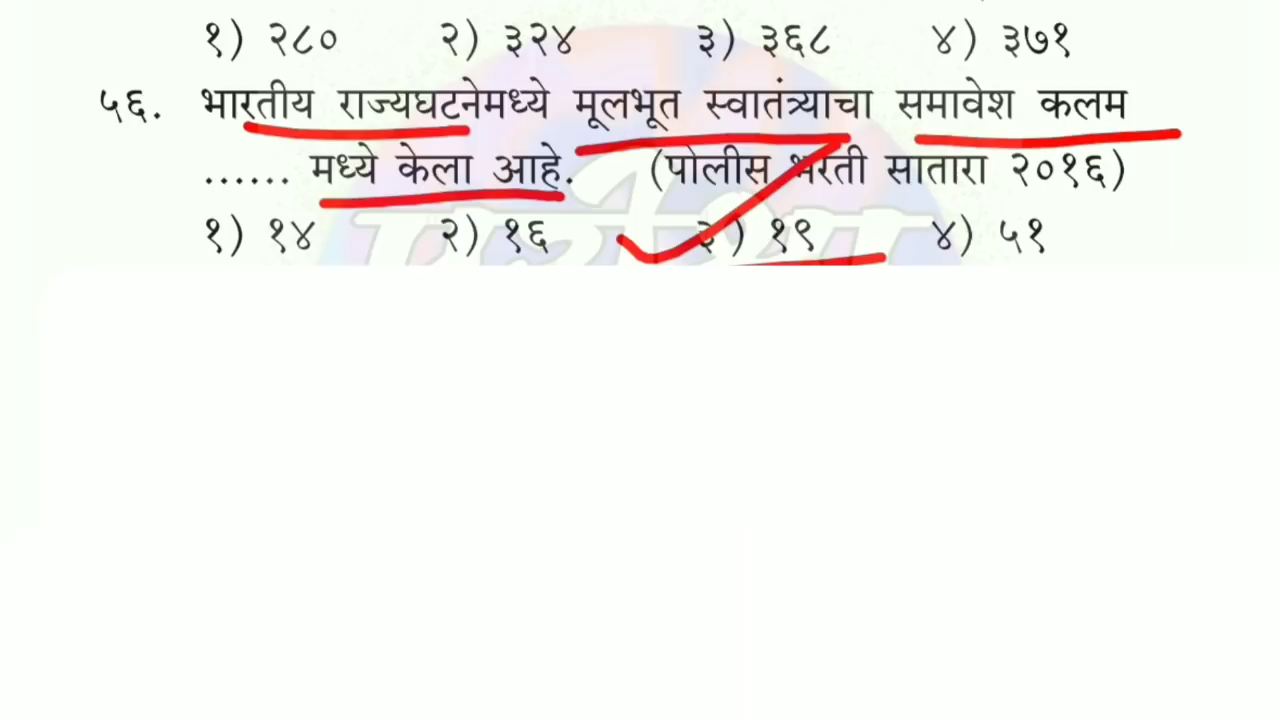 १) २८० २) ३२४ ३) ३६८ ४) ३७१
५६. भारतीय राज्यघटनेमध्ये मूलभूत स्वातंत्र्याचा समावेश कलम
...... मध्ये केला आहे. (पोलीस भरती सातारा २०१६)
१) १४ २) १६ ३) १९ ४) ५१